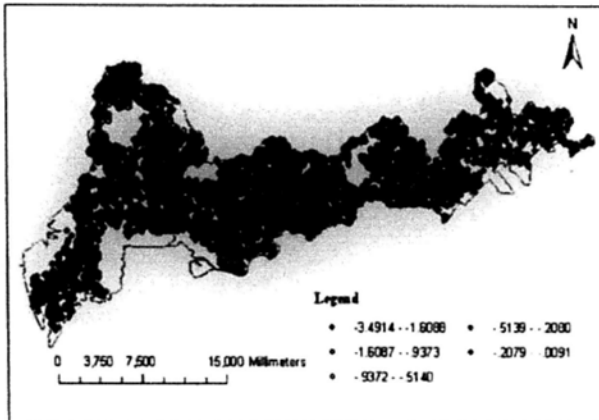 N
Legend
-3.4914 - -1.6088 -.5139 - -.2080
-1.6087 - -.9373 -.2079 - .0091
-.9372 - -.5140
0 3,750 7,500 15,000 Millimeters